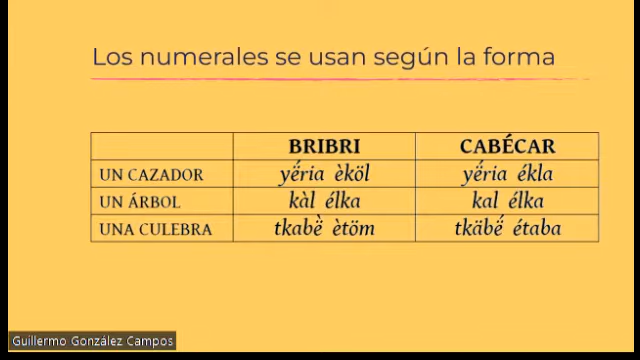 Los numerales se usan según la forma
BRIBRI CABÉCAR
UN CAZADOR yë́ria èköl yë́ria ékla
UN ÁRBOL kàl élka kal élka
UNA CULEBRA tkabë̀ ètöm tkäbë́ étaba
Guillermo González Campos